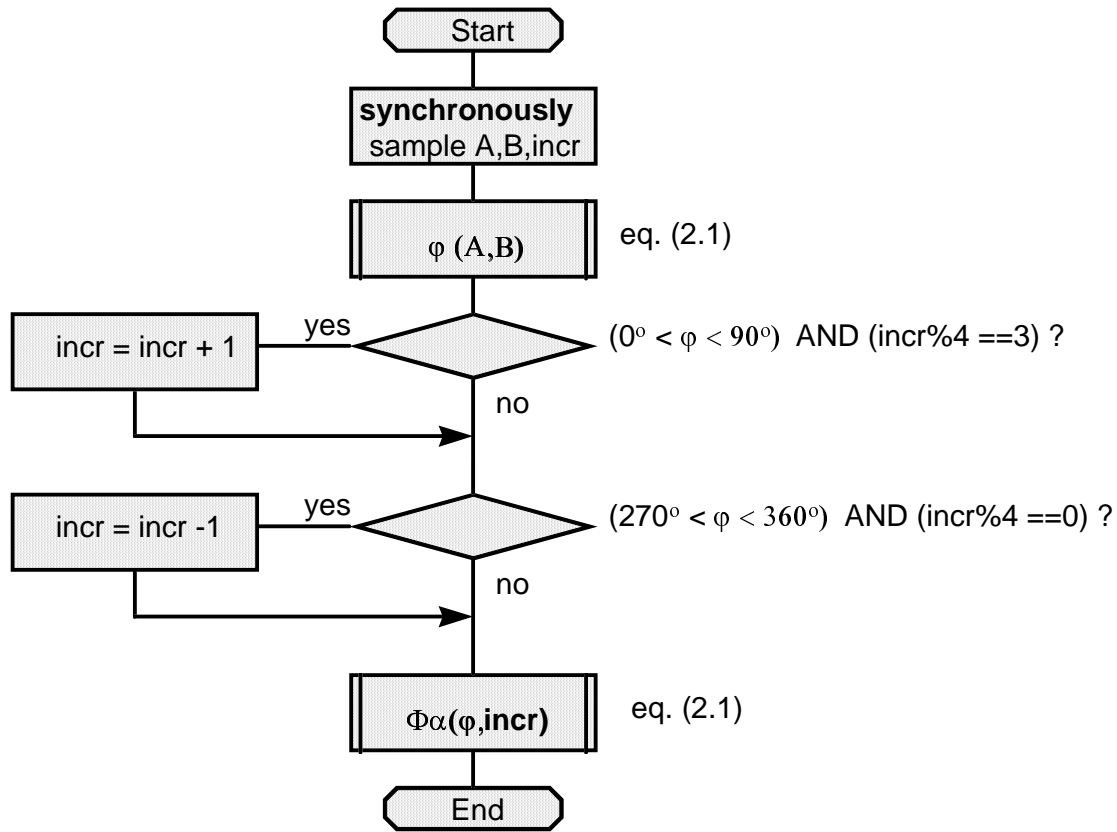 Start
synchronously
sample A,B,incr
φ (A,B)
eq. (2.1)
incr = incr + 1
yes
(0° < φ < 90°) AND (incr%4 ==3) ?
no
incr = incr -1
yes
(270° < φ < 360°) AND (incr%4 ==0) ?
no
Φα(φ,incr)
eq. (2.1)
End